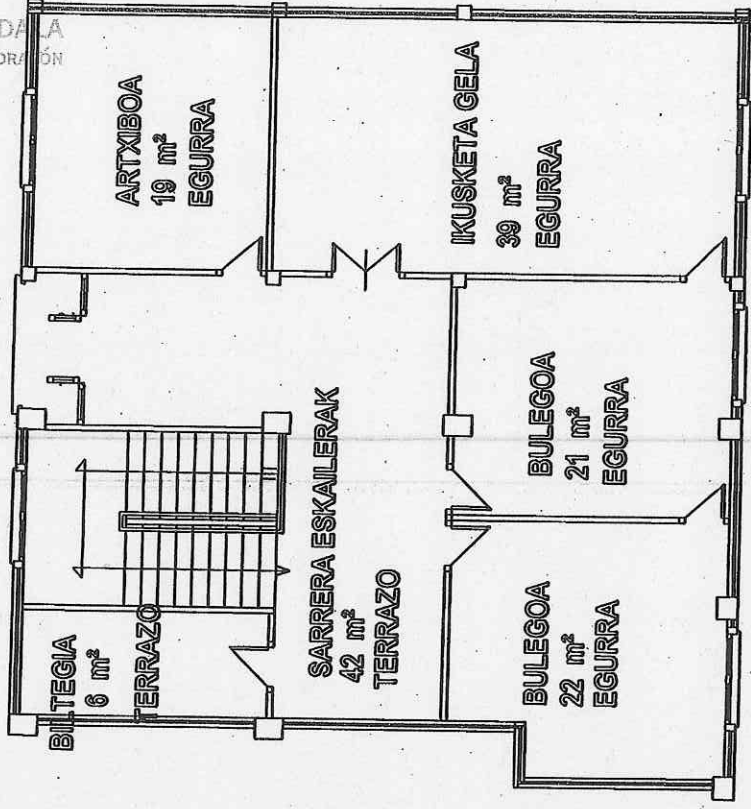 DALA
BILTEGIA
6 m²
TERRAZO
ARTXIBOA
19 m²
EGURRA
SARRERA ESKAILERAK
42 m²
TERRAZO
IKUSKETA GELA
39 m²
EGURRA
BULEGOA
22 m²
EGURRA
BULEGOA
21 m²
EGURRA